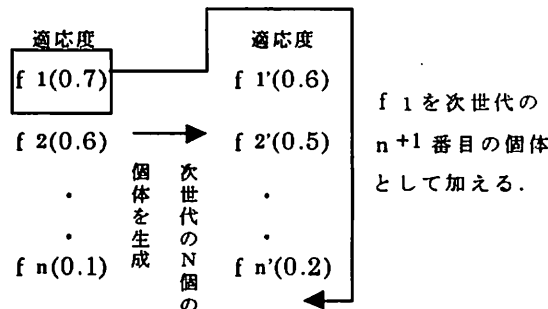 適応度
f 1(0.7)
f 2(0.6)
・
・
f n(0.1)
次世代のN個の
個体を生成
適応度
f 1'(0.6)
f 2'(0.5)
・
・
f n'(0.2)
f 1を次世代の
n+1 番目の個体
として加える.